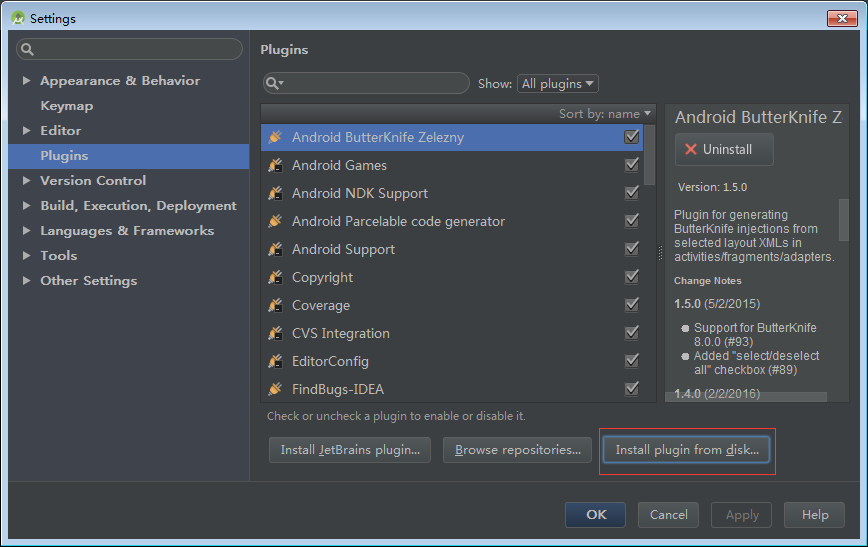 Settings
Appearance & Behavior
Keymap
Editor
Plugins
Version Control
Build, Execution, Deployment
Languages & Frameworks
Tools
Other Settings
Plugins
Show: All plugins
Sort by: name
Android ButterKnife Zelezny
Android Games
Android NDK Support
Android Parcelable code generator
Android Support
Copyright
Coverage
CVS Integration
EditorConfig
FindBugs-IDEA
Check or uncheck a plugin to enable or disable it.
Install JetBrains plugin...
Browse repositories...
Install plugin from disk...
Android ButterKnife Z
Uninstall
Version: 1.5.0
Plugin for generating
ButterKnife injections from
selected layout XMLs in
activities/fragments/adapters.
Change Notes
1.5.0 (5/2/2015)
Support for ButterKnife
8.0.0 (#93)
Added "select/deselect
all" checkbox (#89)
1.4.0 (2/2/2016)
OK
Cancel
Apply
Help